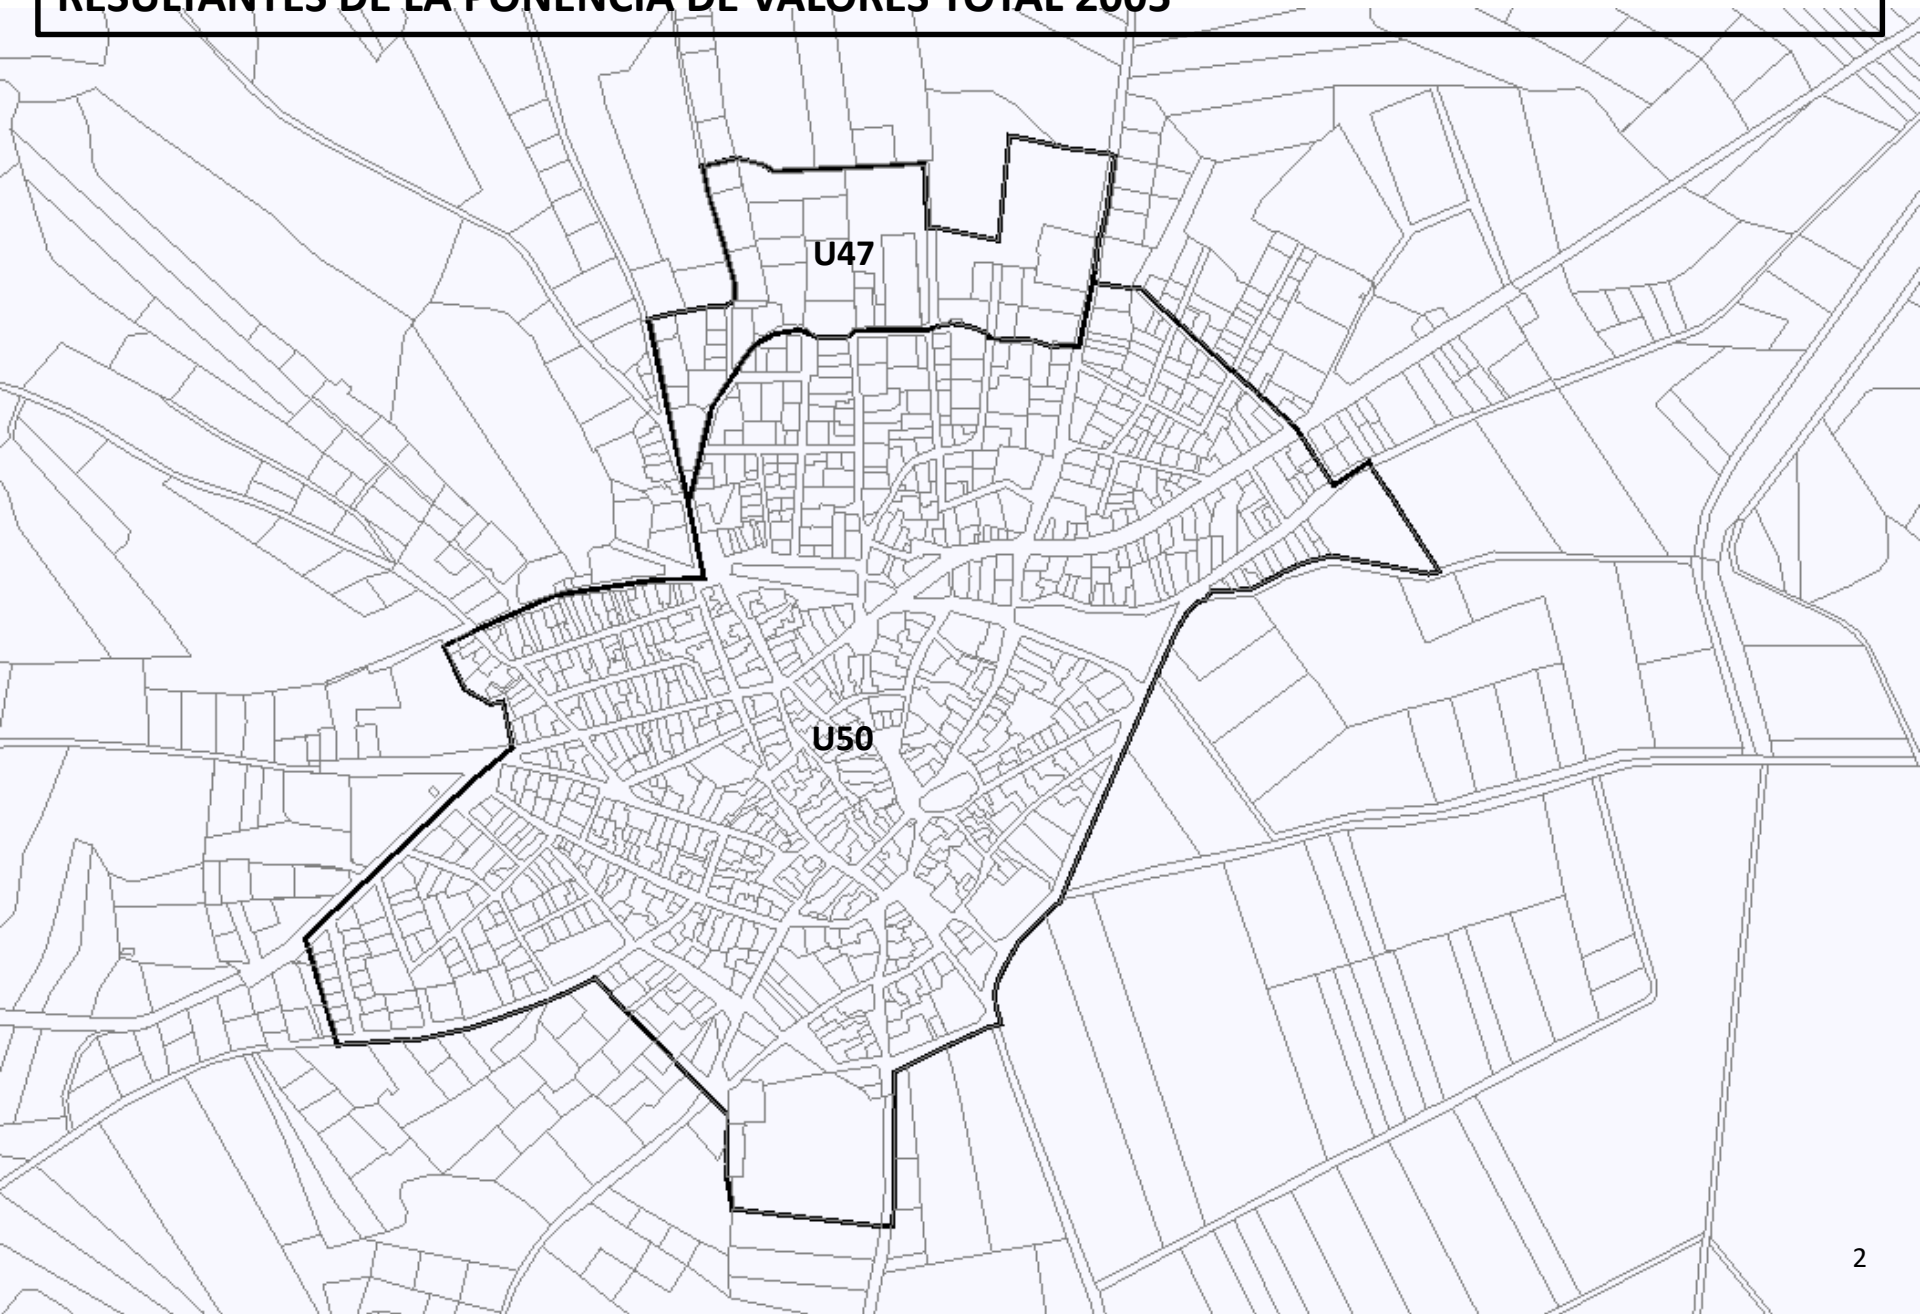 RESULTANTES DE LA PONENCIA DE VALORES TOTAL 2005
U47
U50
2